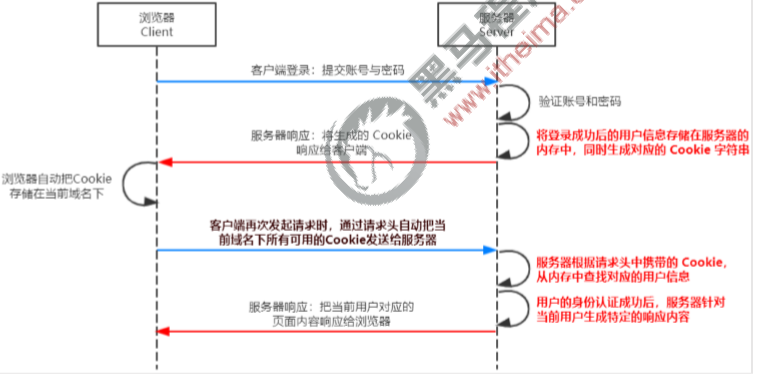 浏览器
Client
服务器
Server
客户端登录：提交账号与密码
验证账号和密码
服务器响应：将生成的 Cookie
响应给客户端
将登录成功后的用户信息存储在服务器的
内存中，同时生成对应的 Cookie 字符串
浏览器自动把Cookie
存储在当前域名下
客户端再次发起请求时，通过请求头自动把当
前域名下所有可用的Cookie发送给服务器
服务器根据请求头中携带的 Cookie，
从内存中查找对应的用户信息
服务器响应：把当前用户对应的
页面内容响应给浏览器
用户的身份认证成功后，服务器针对
当前用户生成特定的响应内容
黑马程
www.itheima.c